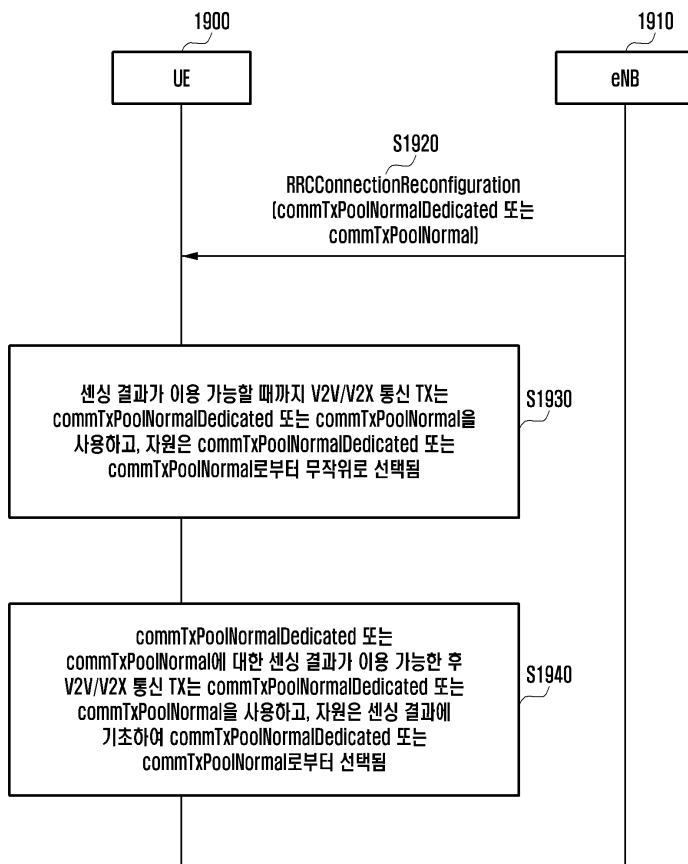 1900
1910
UE
eNB
S1920
RRCConnectionReconfiguration
(commTxPoolNormalDedicated 또는
commTxPoolNormal)
센싱 결과가 이용 가능할 때까지 V2V/V2X 통신 TX는
commTxPoolNormalDedicated 또는 commTxPoolNormal을
사용하고, 자원은 commTxPoolNormalDedicated 또는
commTxPoolNormal로부터 무작위로 선택됨
S1930
commTxPoolNormalDedicated 또는
commTxPoolNormal에 대한 센싱 결과가 이용 가능한 후
V2V/V2X 통신 TX는 commTxPoolNormalDedicated 또는
commTxPoolNormal을 사용하고, 자원은 센싱 결과에
기초하여 commTxPoolNormalDedicated 또는
commTxPoolNormal로부터 선택됨
S1940